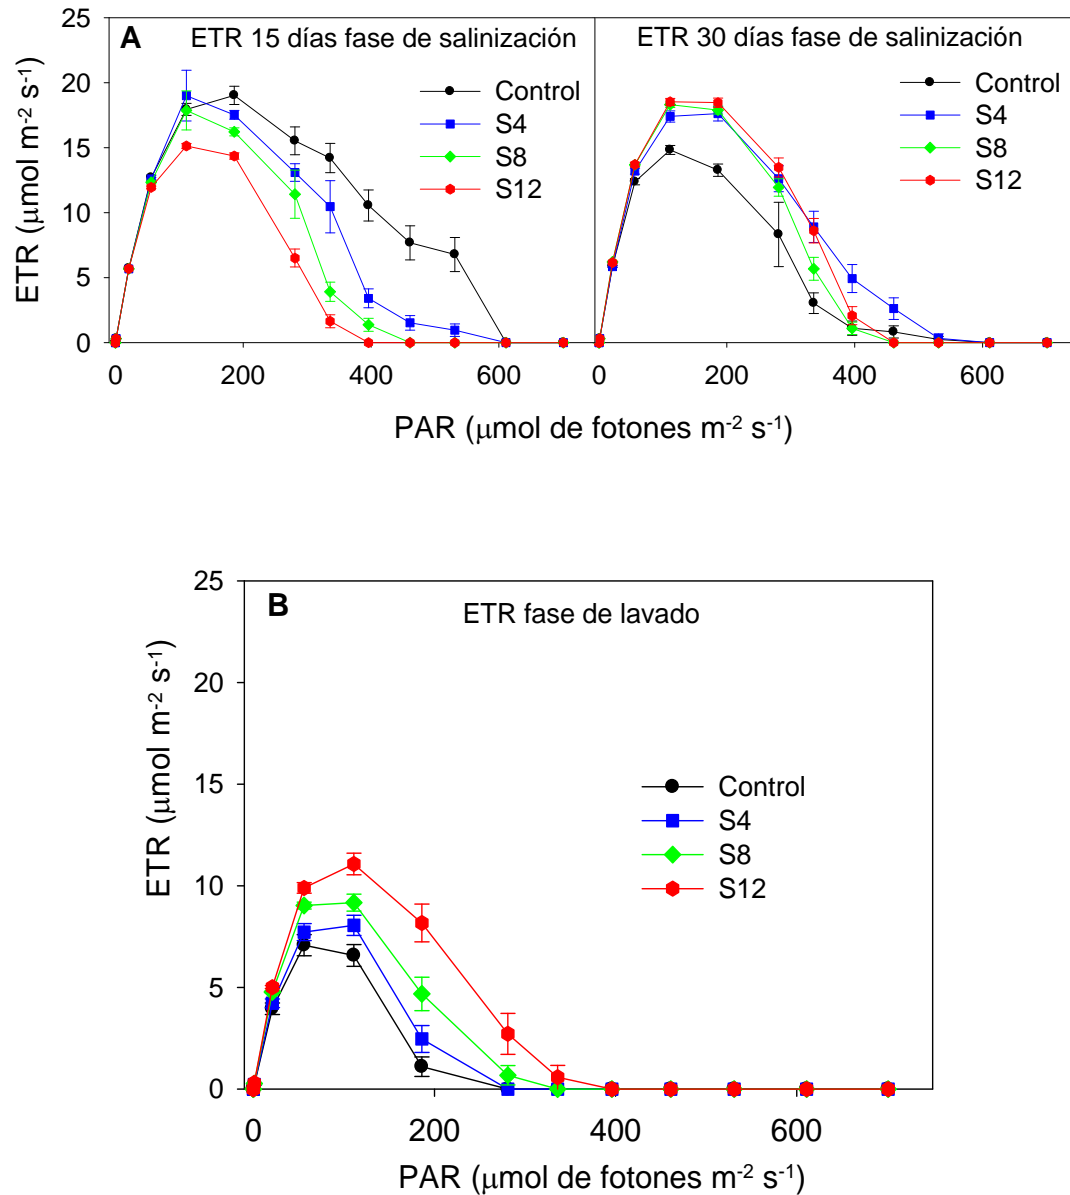 A
ETR 15 días fase de salinización
ETR 30 días fase de salinización
Control
S4
S8
S12
Control
S4
S8
S12
25
20
15
10
5
0
ETR (μmol m-2 s-1)
0 200 400 600 0 200 400 600
PAR (μmol de fotones m-2 s-1)
B
ETR fase de lavado
Control
S4
S8
S12
25
20
15
10
5
0
ETR (μmol m-2 s-1)
0 200 400 600
PAR (μmol de fotones m-2 s-1)